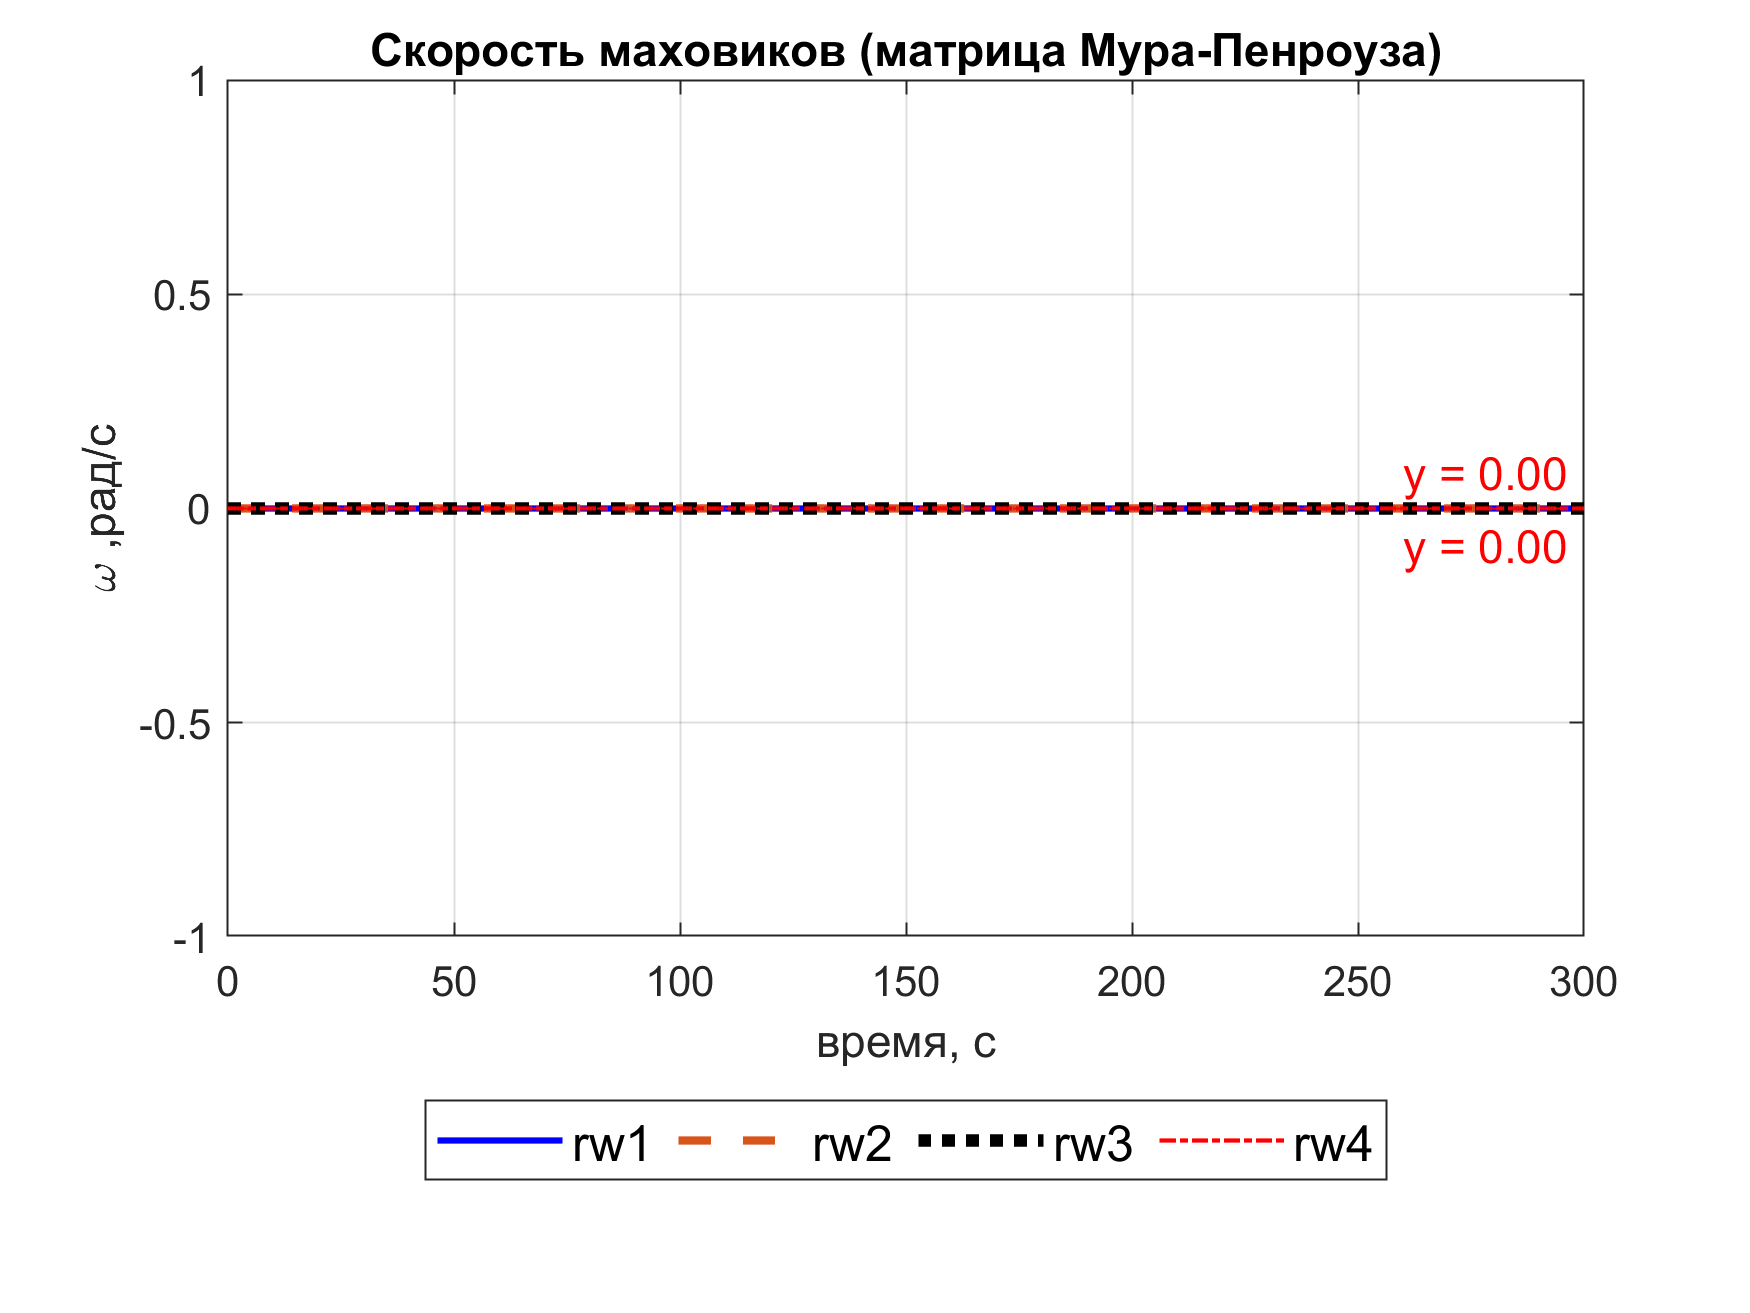 Скорость маховиков (матрица Мура-Пенроуза)
1
0.5
0
-0.5
-1
ω ,рад/с
y = 0.00
y = 0.00
0 50 100 150 200 250 300
время, с
rw1 rw2 rw3 rw4